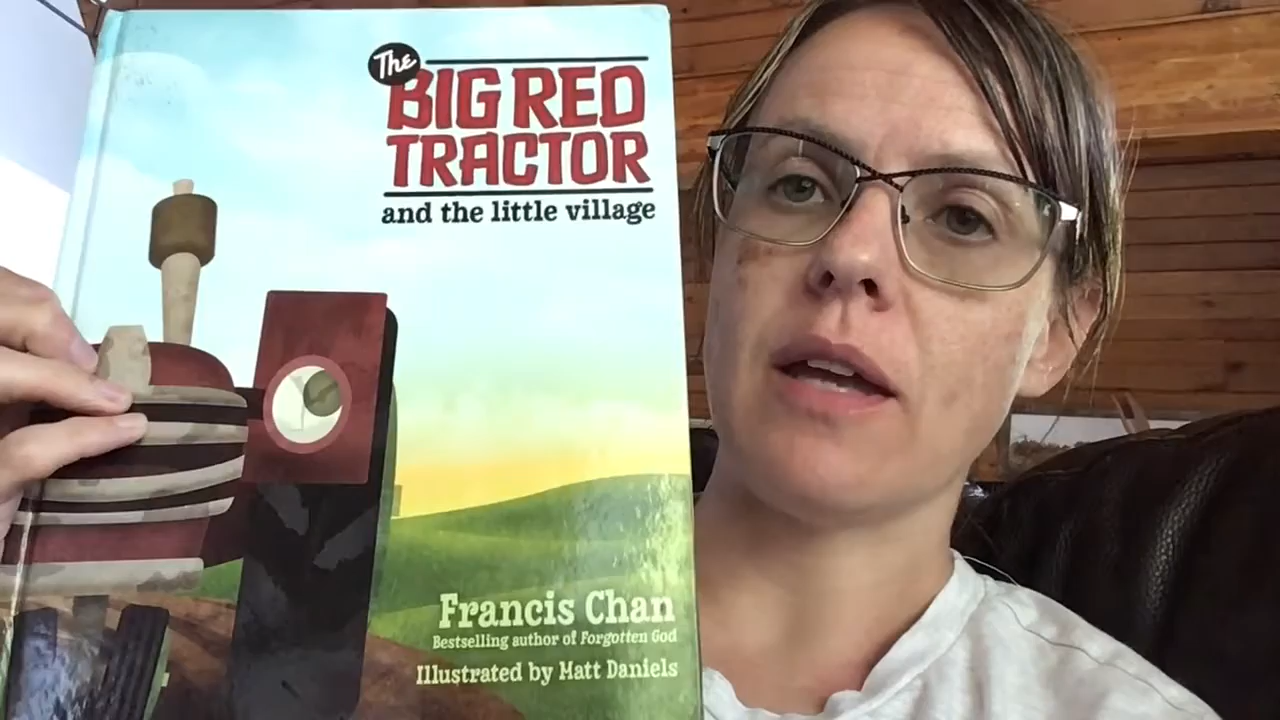 The
BIG RED
TRACTOR
and the little village
Francis Chan
Bestselling author of Forgotten God
Illustrated by Matt Daniels